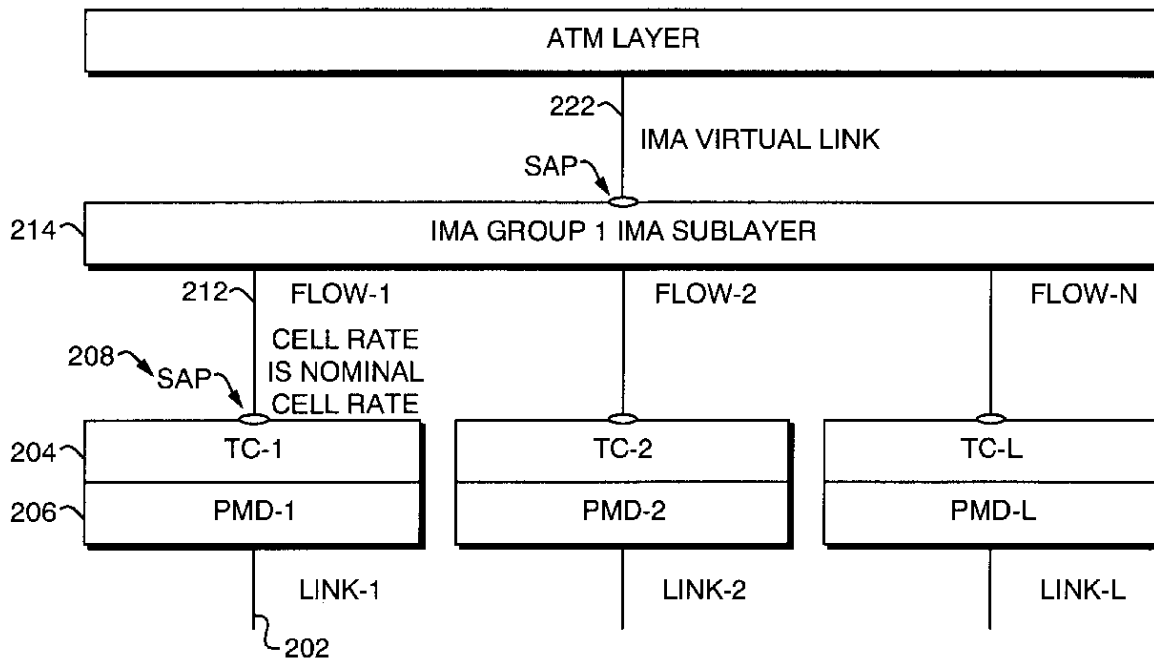 ATM LAYER
222
IMA VIRTUAL LINK
SAP
214
IMA GROUP 1 IMA SUBLAYER
212
FLOW-1
FLOW-2
FLOW-N
CELL RATE
IS NOMINAL
CELL RATE
208
SAP
204
TC-1
TC-2
TC-L
206
PMD-1
PMD-2
PMD-L
LINK-1
LINK-2
LINK-L
202